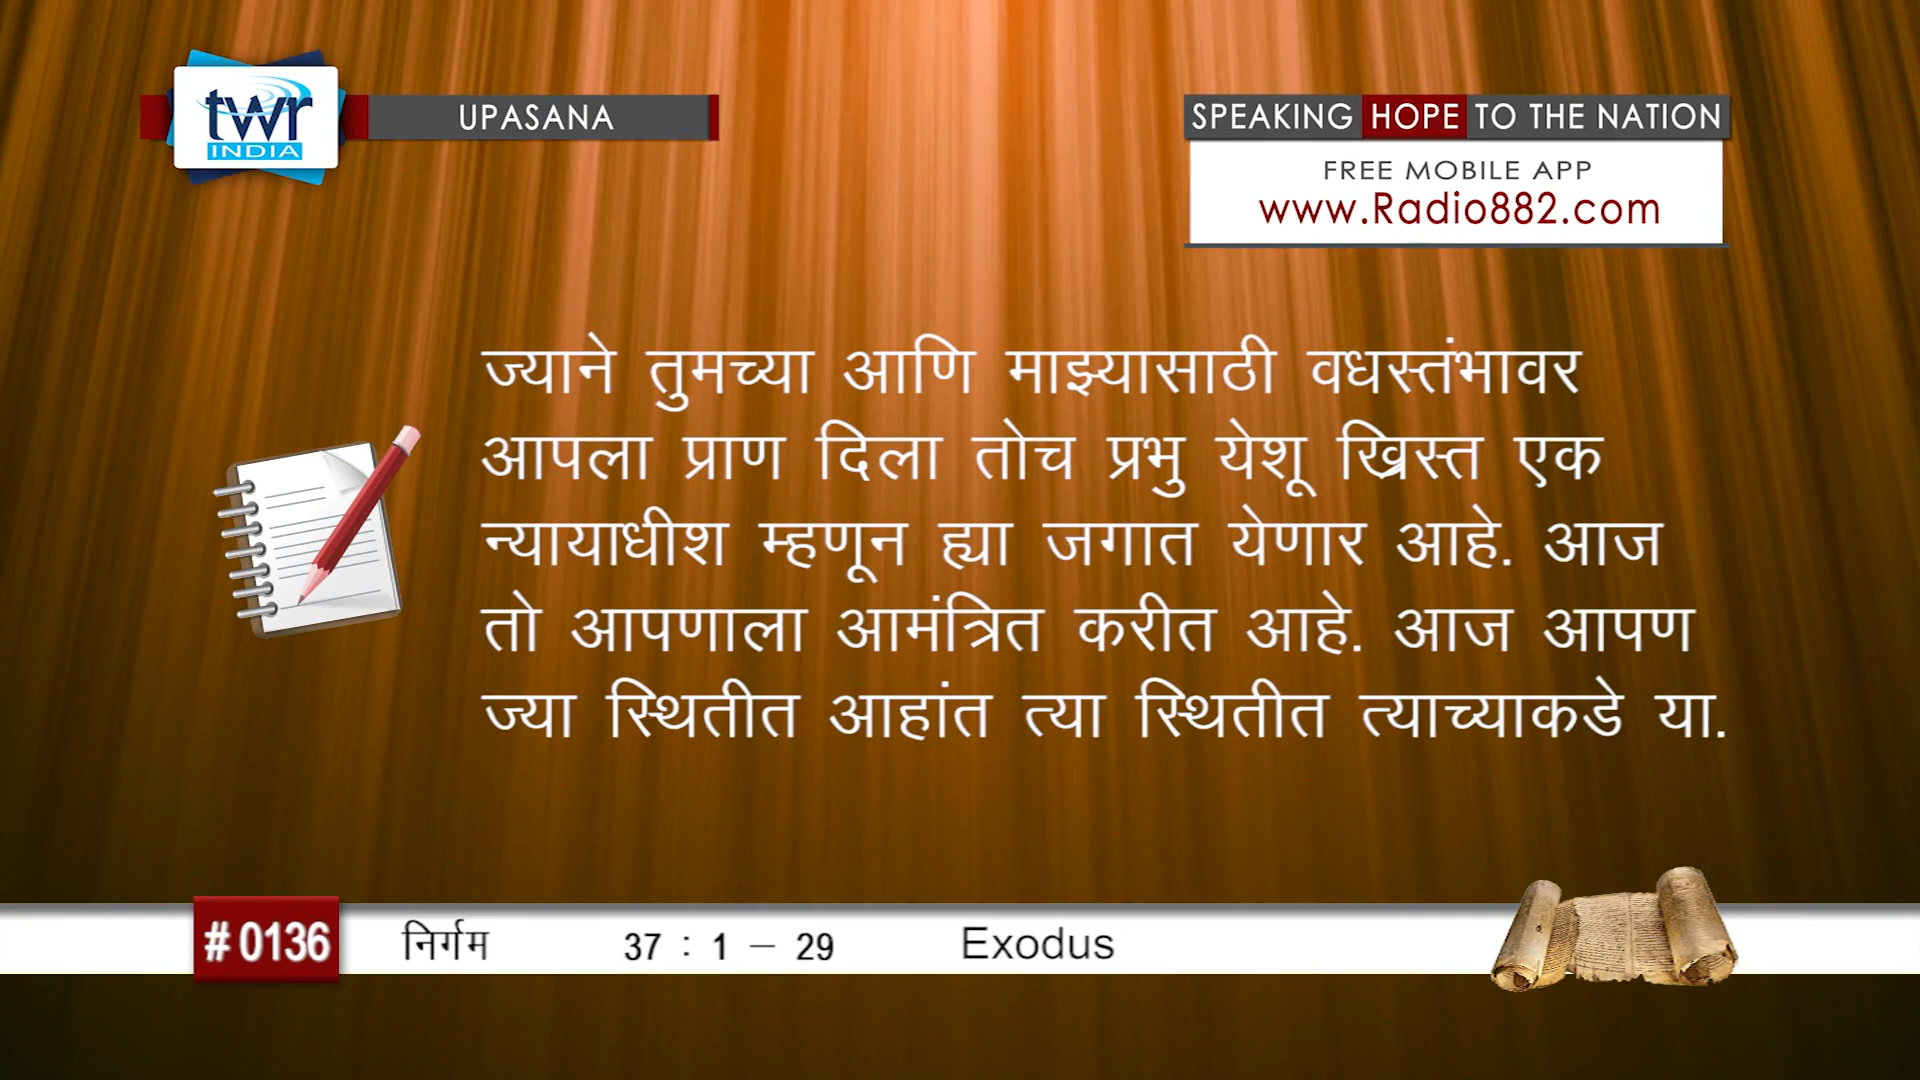 twr
INDIA
UPASANA
SPEAKING HOPE TO THE NATION
FREE MOBILE APP
www.Radio882.com
ज्याने तुमच्या आणि माझ्यासाठी वधस्तंभावर
आपला प्राण दिला तोच प्रभु येशू ख्रिस्त एक
न्यायाधीश म्हणून ह्या जगात येणार आहे. आज
तो आपणाला आमंत्रित करीत आहे. आज आपण
ज्या स्थितीत आहांत त्या स्थितीत त्याच्याकडे या.
# 0136 निर्गम 37 : 1 – 29 Exodus